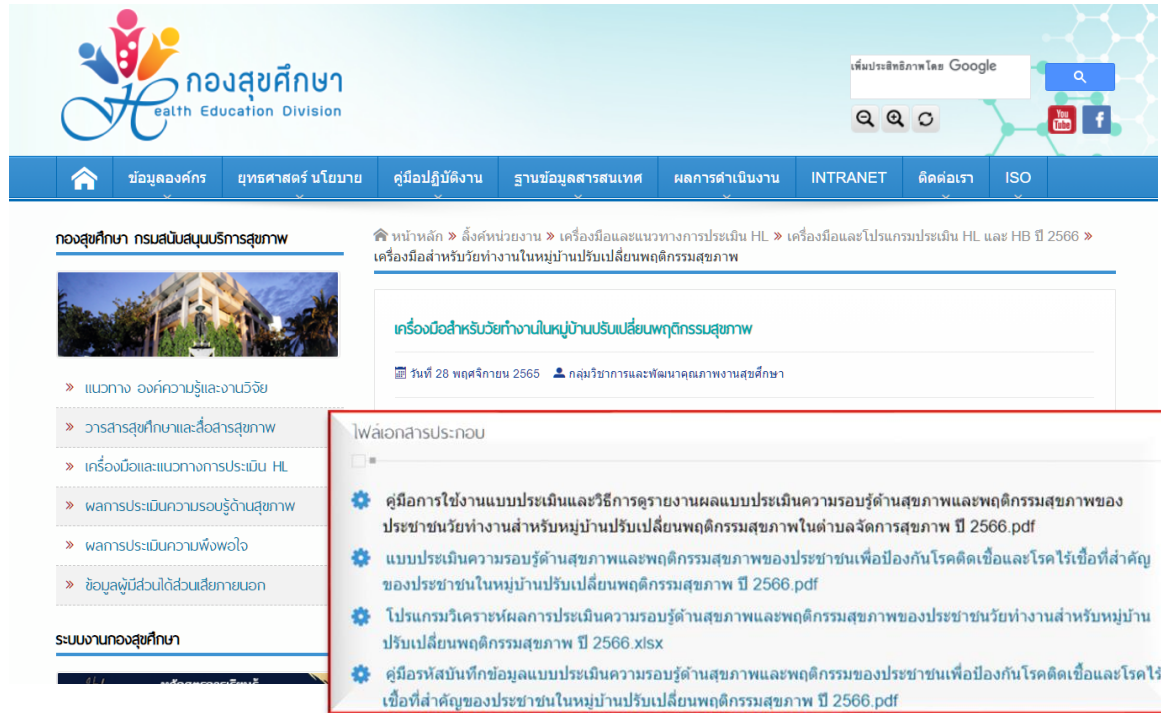 กองสุขศึกษา
Health Education Division
เพิ่มประสิทธิภาพโดย Google
You
Tube
f
ข้อมูลองค์กร ยุทธศาสตร์ นโยบาย คู่มือปฏิบัติงาน ฐานข้อมูลสารสนเทศ ผลการดำเนินงาน INTRANET ติดต่อเรา ISO
กองสุขศึกษา กรมสนับสนุนบริการสุขภาพ
» แนวทาง องค์ความรู้และงานวิจัย
» วารสารสุขศึกษาและสื่อสารสุขภาพ
» เครื่องมือและแนวทางการประเมิน HL
» ผลการประเมินความรอบรู้ด้านสุขภาพ
» ผลการประเมินความพึงพอใจ
» ข้อมูลผู้มีส่วนได้ส่วนเสียภายนอก
ระบบงานกองสุขศึกษา
หน้าหลัก » ลิ้งค์หน่วยงาน » เครื่องมือและแนวทางการประเมิน HL » เครื่องมือและโปรแกรมประเมิน HL และ HB ปี 2566 »
เครื่องมือสำหรับวัยทำงานในหมู่บ้านปรับเปลี่ยนพฤติกรรมสุขภาพ
เครื่องมือสำหรับวัยทำงานในหมู่บ้านปรับเปลี่ยนพฤติกรรมสุขภาพ
วันที่ 28 พฤศจิกายน 2565 กลุ่มวิชาการและพัฒนาคุณภาพงานสุขศึกษา
ไฟล์เอกสารประกอบ
คู่มือการใช้งานแบบประเมินและวิธีการดูรายงานผลแบบประเมินความรอบรู้ด้านสุขภาพและพฤติกรรมสุขภาพของ
ประชาชนวัยทำงานสำหรับหมู่บ้านปรับเปลี่ยนพฤติกรรมสุขภาพในตำบลจัดการสุขภาพ ปี 2566.pdf
แบบประเมินความรอบรู้ด้านสุขภาพและพฤติกรรมสุขภาพของประชาชนเพื่อป้องกันโรคติดเชื้อและโรคไร้เชื้อที่สำคัญ
ของประชาชนในหมู่บ้านปรับเปลี่ยนพฤติกรรมสุขภาพ ปี 2566.pdf
โปรแกรมวิเคราะห์ผลการประเมินความรอบรู้ด้านสุขภาพและพฤติกรรมสุขภาพของประชาชนวัยทำงานสำหรับหมู่บ้าน
ปรับเปลี่ยนพฤติกรรมสุขภาพ ปี 2566.xlsx
คู่มือรหัสบันทึกข้อมูลแบบประเมินความรอบรู้ด้านสุขภาพและพฤติกรรมของประชาชนเพื่อป้องกันโรคติดเชื้อและโรคไร้
เชื้อที่สำคัญของประชาชนในหมู่บ้านปรับเปลี่ยนพฤติกรรมสุขภาพ ปี 2566.pdf